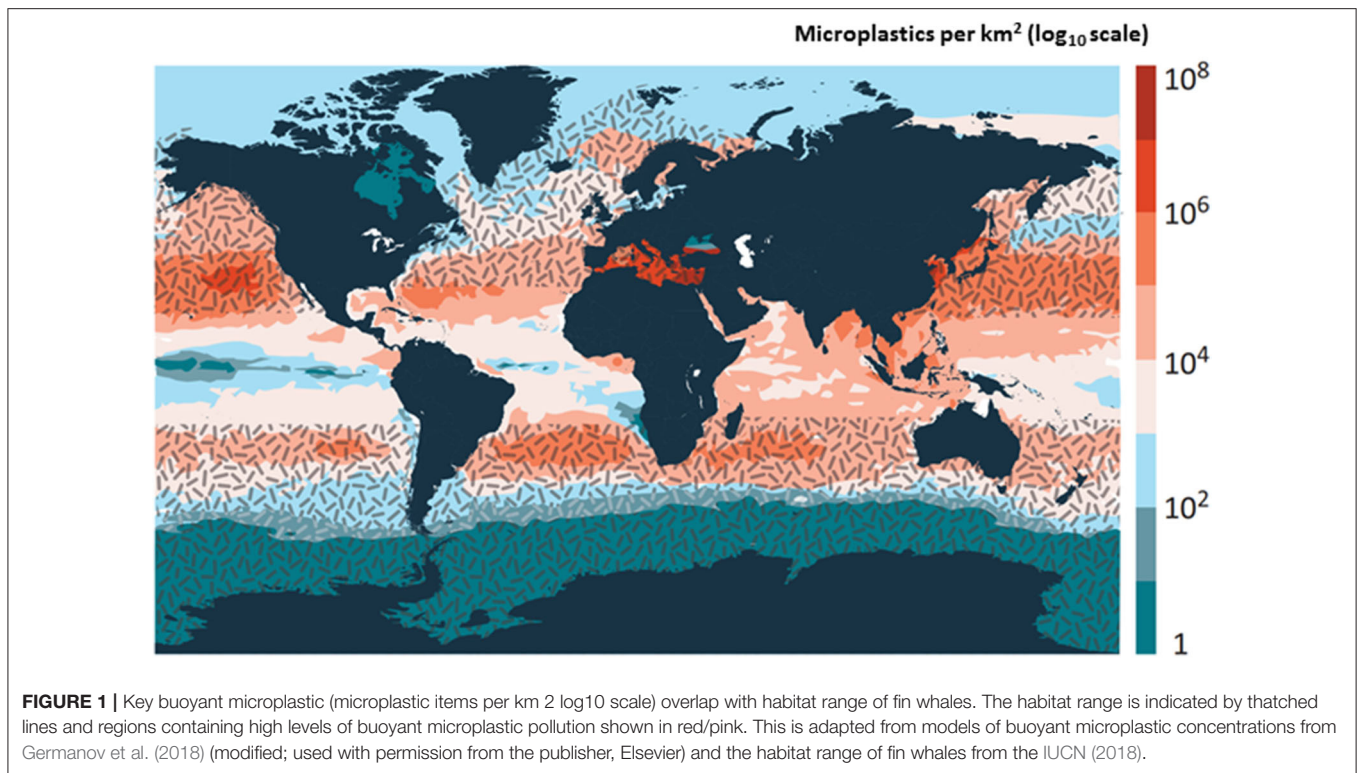 Microplastics per km² (log₁₀ scale)
10⁸
10⁶
10⁴
10²
1
FIGURE 1 | Key buoyant microplastic (microplastic items per km 2 log10 scale) overlap with habitat range of fin whales. The habitat range is indicated by thatched
lines and regions containing high levels of buoyant microplastic pollution shown in red/pink. This is adapted from models of buoyant microplastic concentrations from
Germanov et al. (2018) (modified; used with permission from the publisher, Elsevier) and the habitat range of fin whales from the IUCN (2018).